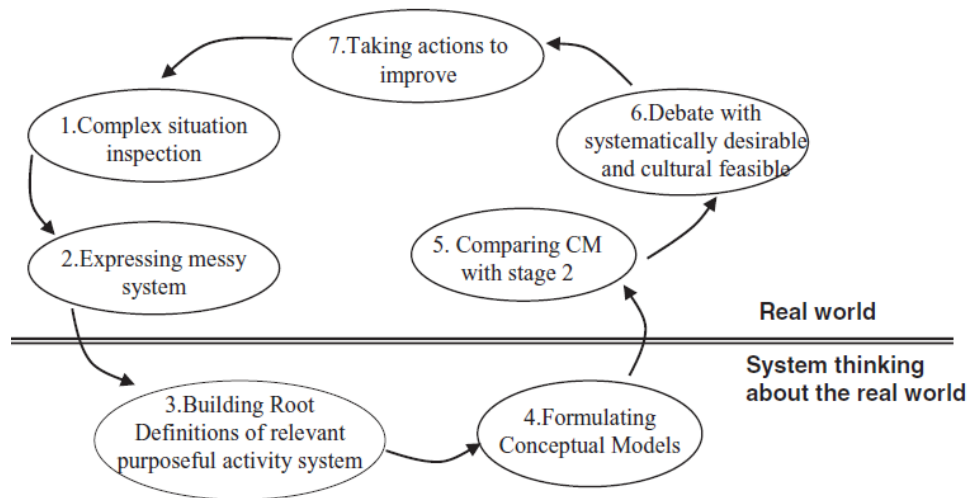 7.Taking actions to
improve
1.Complex situation
inspection
6.Debate with
systematically desirable
and cultural feasible
2.Expressing messy
system
5. Comparing CM
with stage 2
Real world
System thinking
about the real world
3.Building Root
Definitions of relevant
purposeful activity system
4.Formulating
Conceptual Models